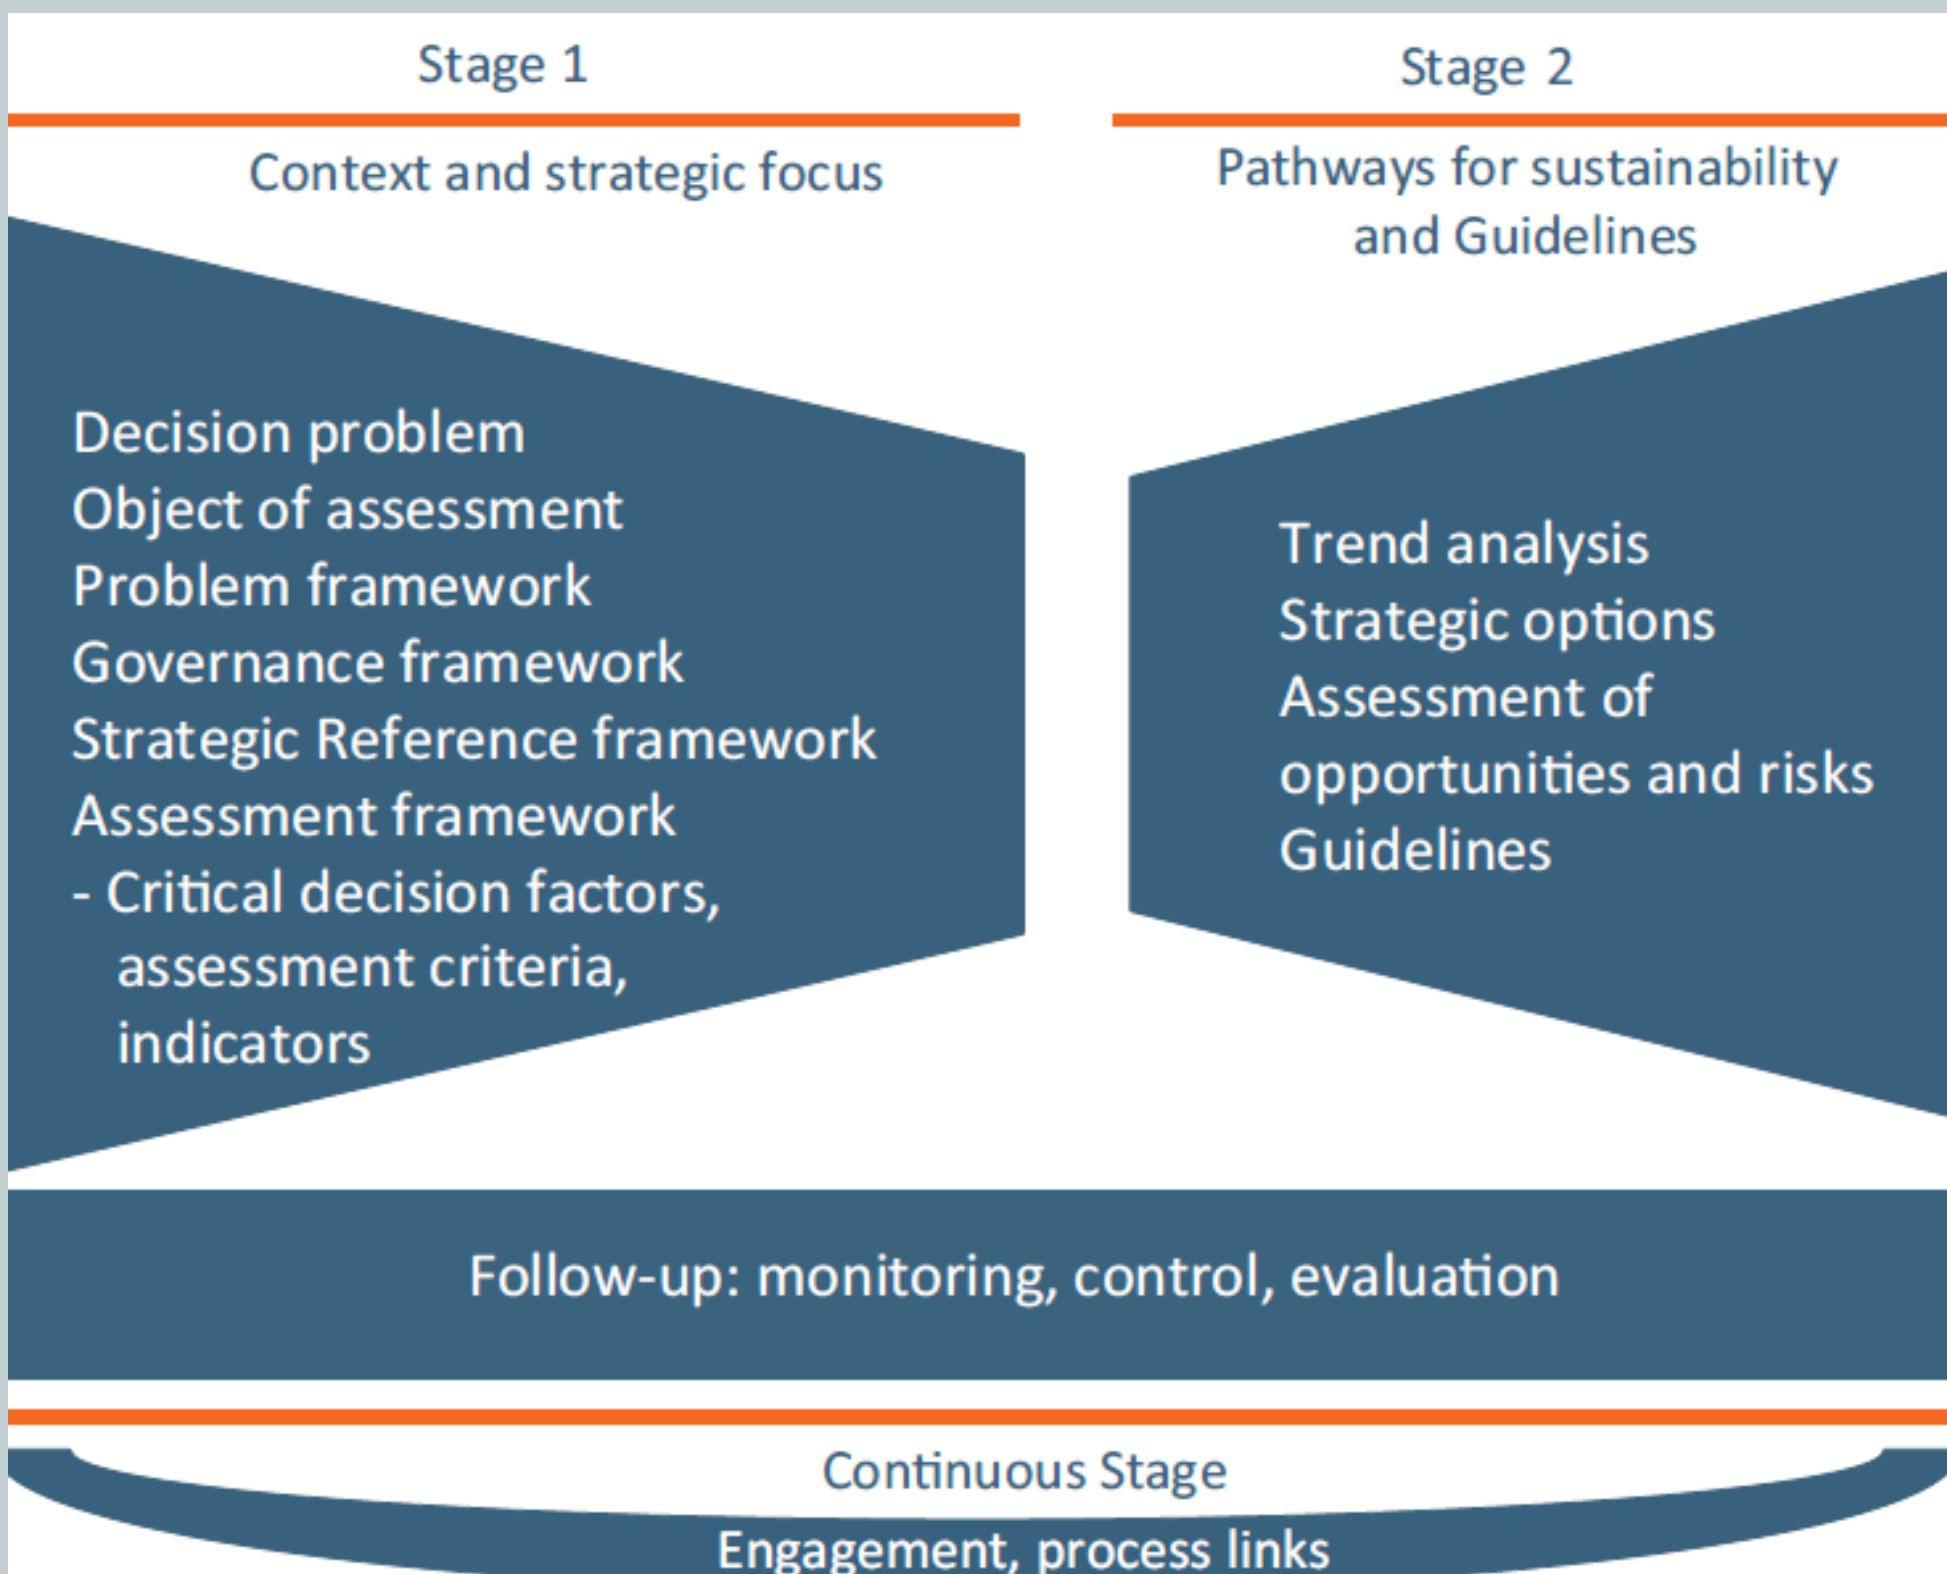 Stage 1
Context and strategic focus
Decision problem
Object of assessment
Problem framework
Governance framework
Strategic Reference framework
Assessment framework
- Critical decision factors,
assessment criteria,
indicators
Stage 2
Pathways for sustainability
and Guidelines
Trend analysis
Strategic options
Assessment of
opportunities and risks
Guidelines
Follow-up: monitoring, control, evaluation
Continuous Stage
Engagement, process links